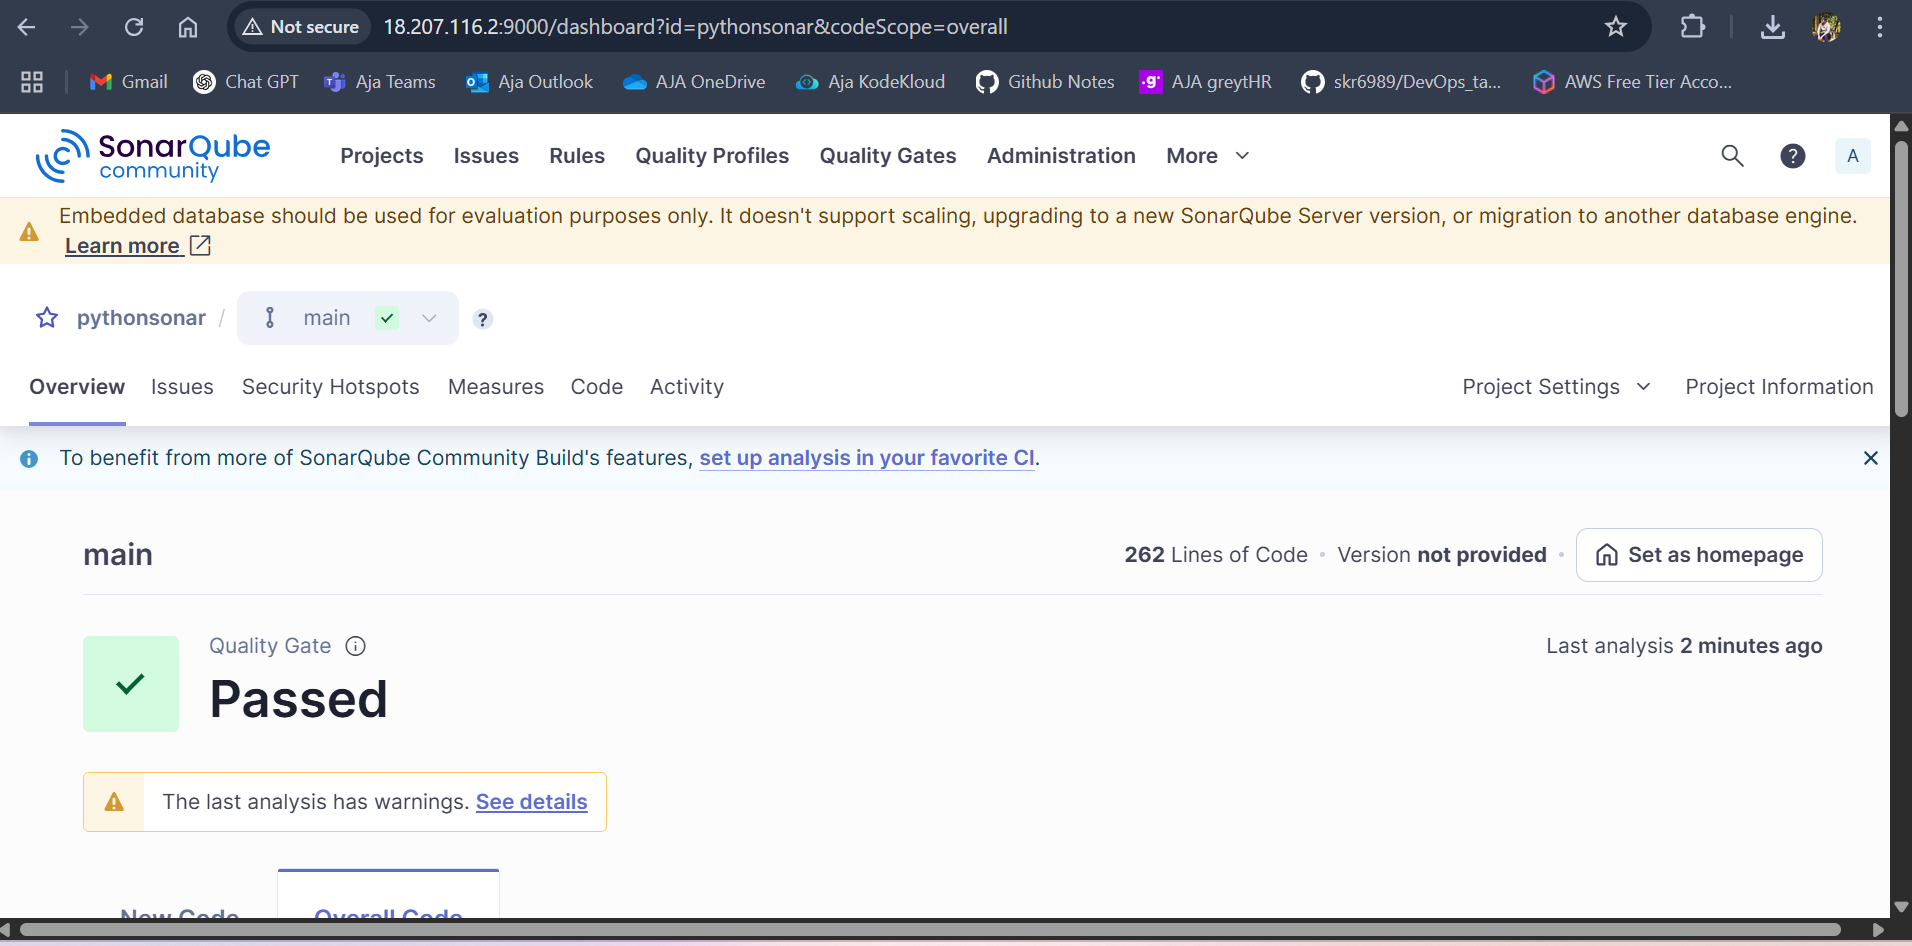 Not secure 18.207.116.2:9000/dashboard?id=pythonsonar&codeScope=overall
Gmail Chat GPT Aja Teams Aja Outlook AJA OneDrive Aja KodeKloud Github Notes .g' AJA greytHR skr6989/DevOps_ta... AWS Free Tier Acco...
SonarQube
community
Projects Issues Rules Quality Profiles Quality Gates Administration More ? A
Embedded database should be used for evaluation purposes only. It doesn't support scaling, upgrading to a new SonarQube Server version, or migration to another database engine.
Learn more
pythonsonar / main ?
Overview Issues Security Hotspots Measures Code Activity Project Settings Project Information
To benefit from more of SonarQube Community Build's features, set up analysis in your favorite CI.
main 262 Lines of Code • Version not provided • Set as homepage
Quality Gate Last analysis 2 minutes ago
Passed
The last analysis has warnings. See details
New Code Overall Code